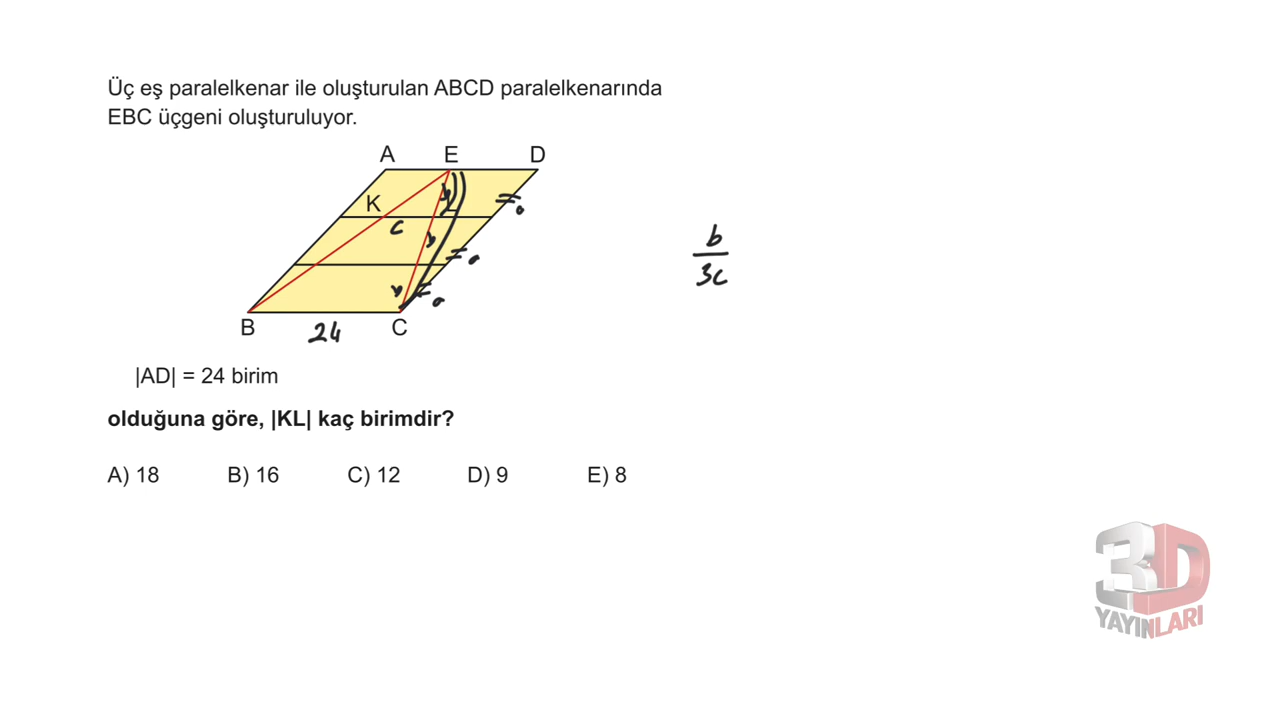 Üç eş paralelkenar ile oluşturulan ABCD paralelkenarında
EBC üçgeni oluşturuluyor.
A E D
K
c
B C
24
b
3c
|AD| = 24 birim
olduğuna göre, |KL| kaç birimdir?
A) 18 B) 16 C) 12 D) 9 E) 8
3D
YAYINLARI